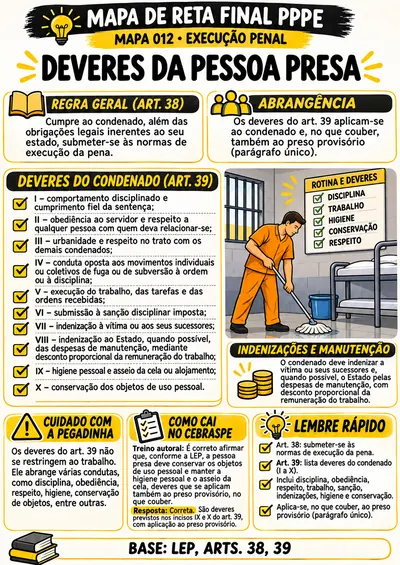 MAPA DE RETA FINAL PPPE
MAPA 012 • EXECUÇÃO PENAL
DEVERES DA PESSOA PRESA
REGRA GERAL (ART. 38)
Cumpre ao condenado, além das
obrigações legais inerentes ao seu
estado, submeter-se às normas de
execução da pena.
ABRANGÊNCIA
Os deveres do art. 39 aplicam-se
ao condenado e, no que couber,
também ao preso provisório
(parágrafo único).
DEVERES DO CONDENADO (ART. 39)
I – comportamento disciplinado e
cumprimento fiel da sentença;
II – obediência ao servidor e respeito a
qualquer pessoa com quem deva relacionar-se;
III – urbanidade e respeito no trato com os
demais condenados;
IV – conduta oposta aos movimentos individuais
ou coletivos de fuga ou de subversão à ordem
ou à disciplina;
V – execução do trabalho, das tarefas e das
ordens recebidas;
VI – submissão à sanção disciplinar imposta;
VII – indenização à vítima ou aos seus sucessores;
VIII – indenização ao Estado, quando possível,
das despesas de manutenção, mediante
desconto proporcional da remuneração do trabalho;
IX – higiene pessoal e asseio da cela ou alojamento;
X – conservação dos objetos de uso pessoal.
ROTINA E DEVERES
DISCIPLINA
TRABALHO
HIGIENE
CONSERVAÇÃO
RESPEITO
INDENIZAÇÕES E MANUTENÇÃO
O condenado deve indenizar a
vítima ou seus sucessores e,
quando possível, o Estado pelas
despesas de manutenção, com
desconto proporcional da
remuneração do trabalho.
CUIDADO COM
A PEGADINHA
Os deveres do art. 39 não
se restringem ao trabalho.
Ele abrange várias condutas,
como disciplina, obediência,
respeito, higiene, conservação
de objetos, entre outras.
COMO CAI NO
CEBRASPE
Treino autoral: É correto afirmar
que, conforme a LEP, a pessoa
presa deve conservar os objetos
de uso pessoal e manter a
higiene pessoal e o asseio da
cela, deveres que se aplicam
também ao preso provisório, no
que couber.
Resposta: Correta. São deveres
previstos nos incisos IX e X do art. 39,
com aplicação ao preso provisório.
LEMBRE RÁPIDO
Art. 38: submeter-se às
normas de execução da pena.
Art. 39: lista deveres do condenado
(I a X).
Inclui disciplina, obediência,
respeito, trabalho, sanção,
indenizações, higiene e conservação.
Aplica-se, no que couber, ao preso
provisório (parágrafo único).
BASE: LEP, ARTS. 38, 39